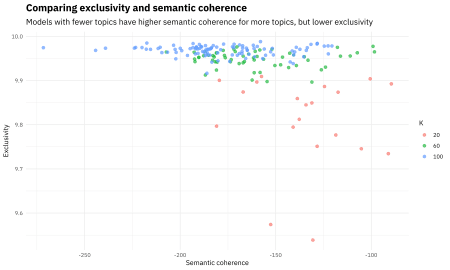 Comparing exclusivity and semantic coherence
Models with fewer topics have higher semantic coherence for more topics, but lower exclusivity
10.0
9.9
9.8
9.7
9.6
Exclusivity
-250
-200
-150
-100
Semantic coherence
K
20
60
100